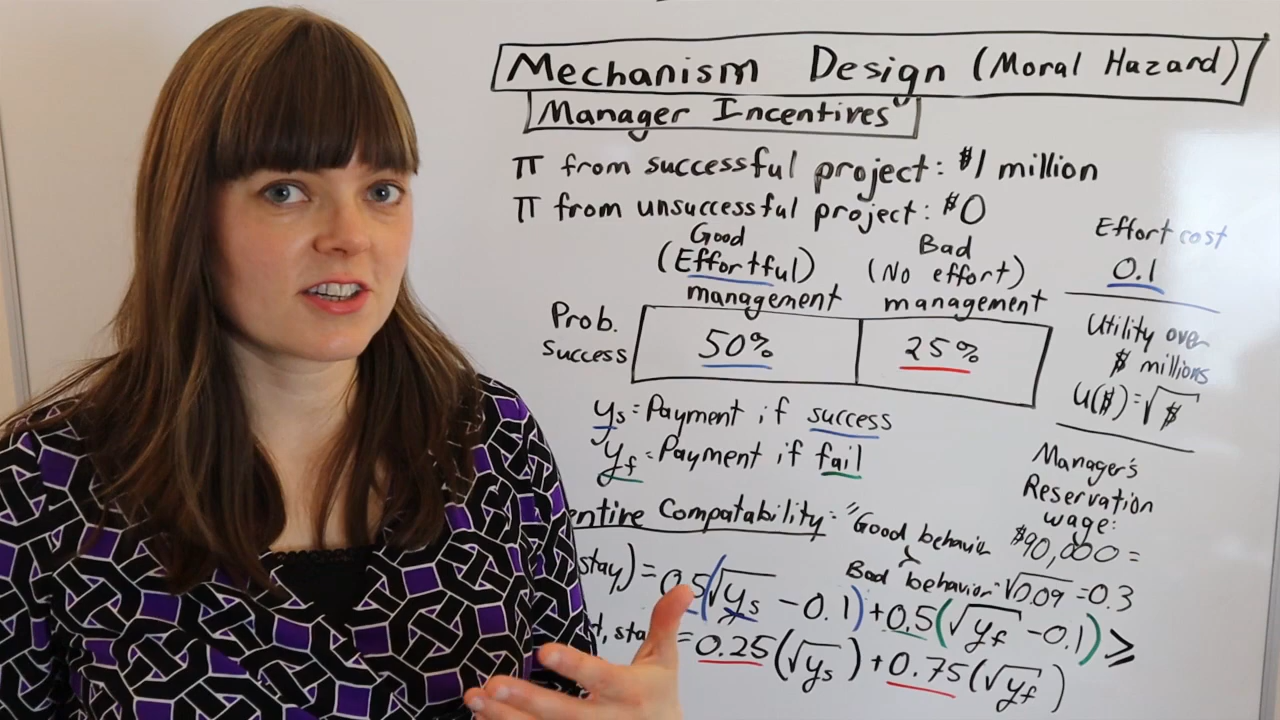 Mechanism Design (Moral Hazard)
Manager Incentives
π from successful project: $1 million
π from unsuccessful project: $0
Good
(Effortful)
management
Bad
(No effort)
management
Effort cost
0.1
Prob.
Success
50%
25%
Utility over
$ millions
U($)=√$
ys=Payment if success
yf=Payment if fail
Manager's
Reservation
wage:
$90,000 =
√0.09 =0.3
entive Compatability: "Good behavior
Bad behavior"
stay)=0.5(√ys -0.1)+0.5(√yf -0.1)≥
=0.25(√ys)+0.75(√yf)